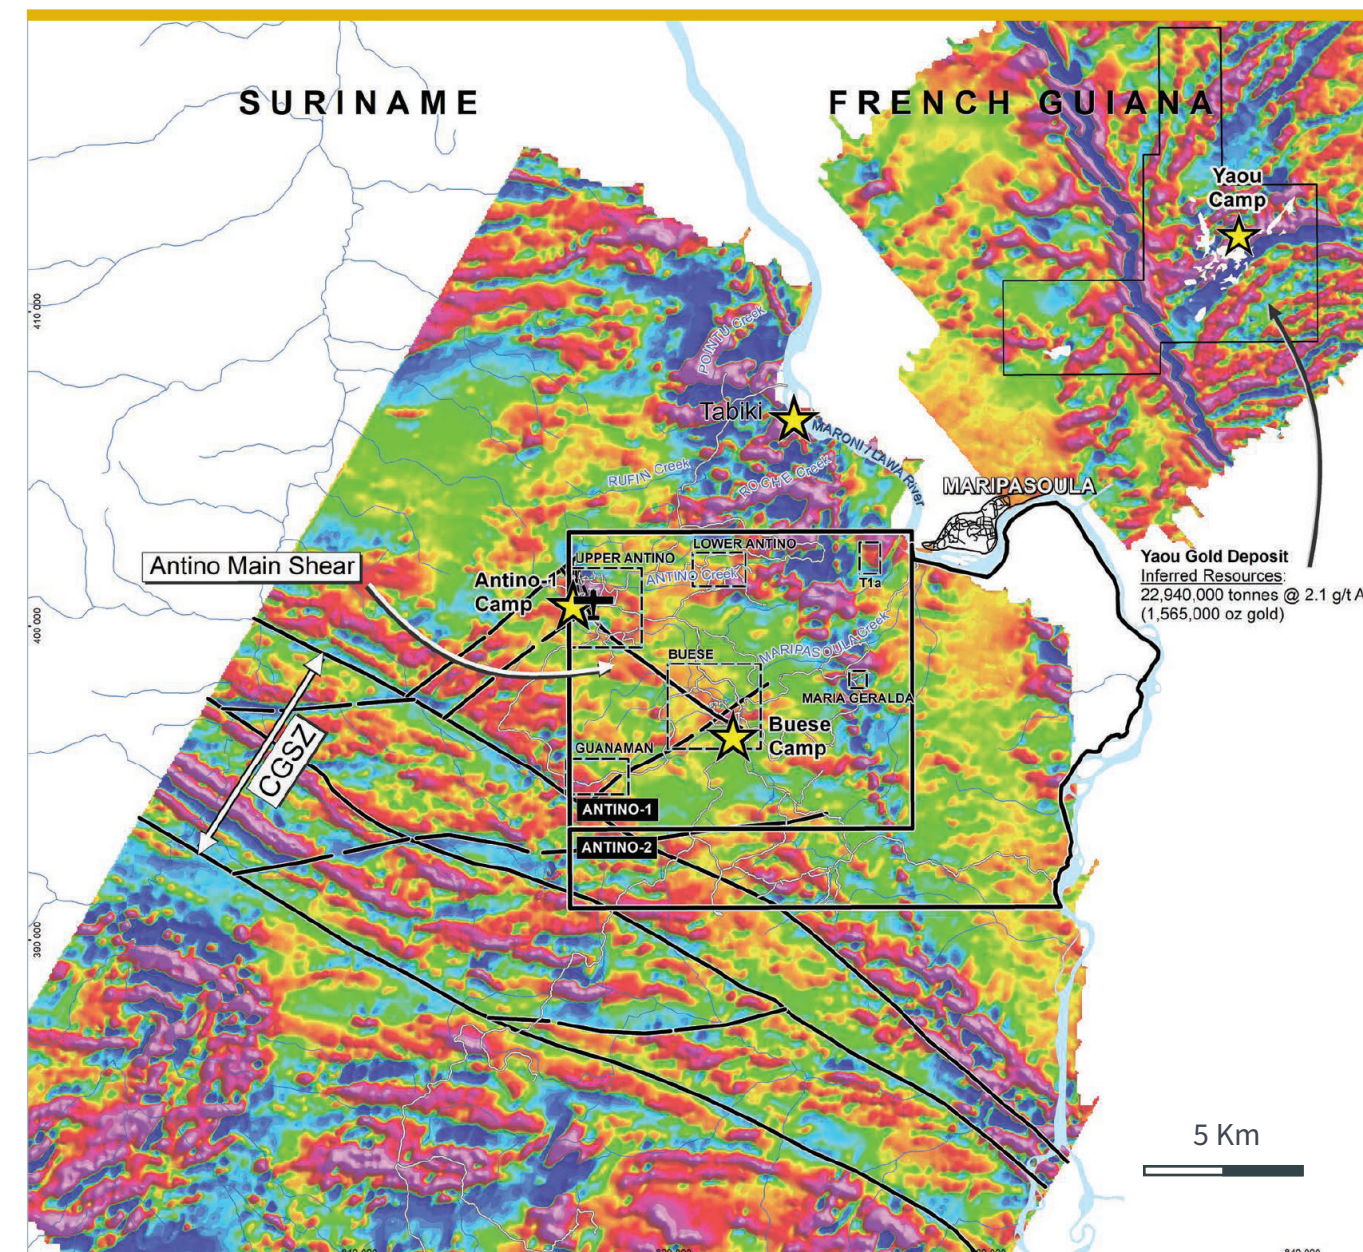 SURINAME
FRENCH GUIANA
Yaou
Camp
410 000
POINTU Creek
Tabiki
MARONI / LAWA River
RUFIN Creek
ROCHE Creek
MARIPASOULA
Antino Main Shear
UPPER ANTINO
LOWER ANTINO
ANTINO Creek
T1a
Antino-1
Camp
Yaou Gold Deposit
Inferred Resources:
22,940,000 tonnes @ 2.1 g/t A
(1,565,000 oz gold)
400 000
MARIPASOULA Creek
BUESE
MARIA GERALDA
Buese
Camp
GUANAMAN
CGSZ
ANTINO-1
ANTINO-2
390 000
5 Km